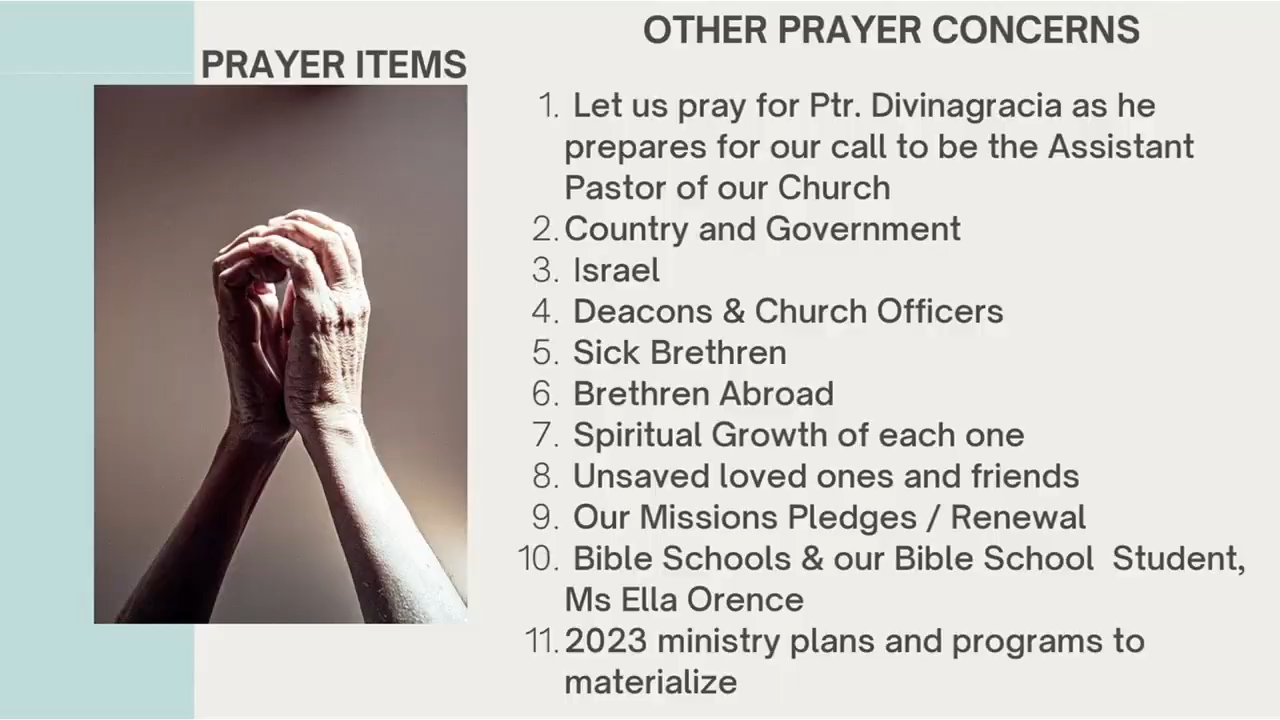 PRAYER ITEMS
OTHER PRAYER CONCERNS
1. Let us pray for Ptr. Divinagracia as he
prepares for our call to be the Assistant
Pastor of our Church
2. Country and Government
3. Israel
4. Deacons & Church Officers
5. Sick Brethren
6. Brethren Abroad
7. Spiritual Growth of each one
8. Unsaved loved ones and friends
9. Our Missions Pledges / Renewal
10. Bible Schools & our Bible School Student,
Ms Ella Orence
11. 2023 ministry plans and programs to
materialize